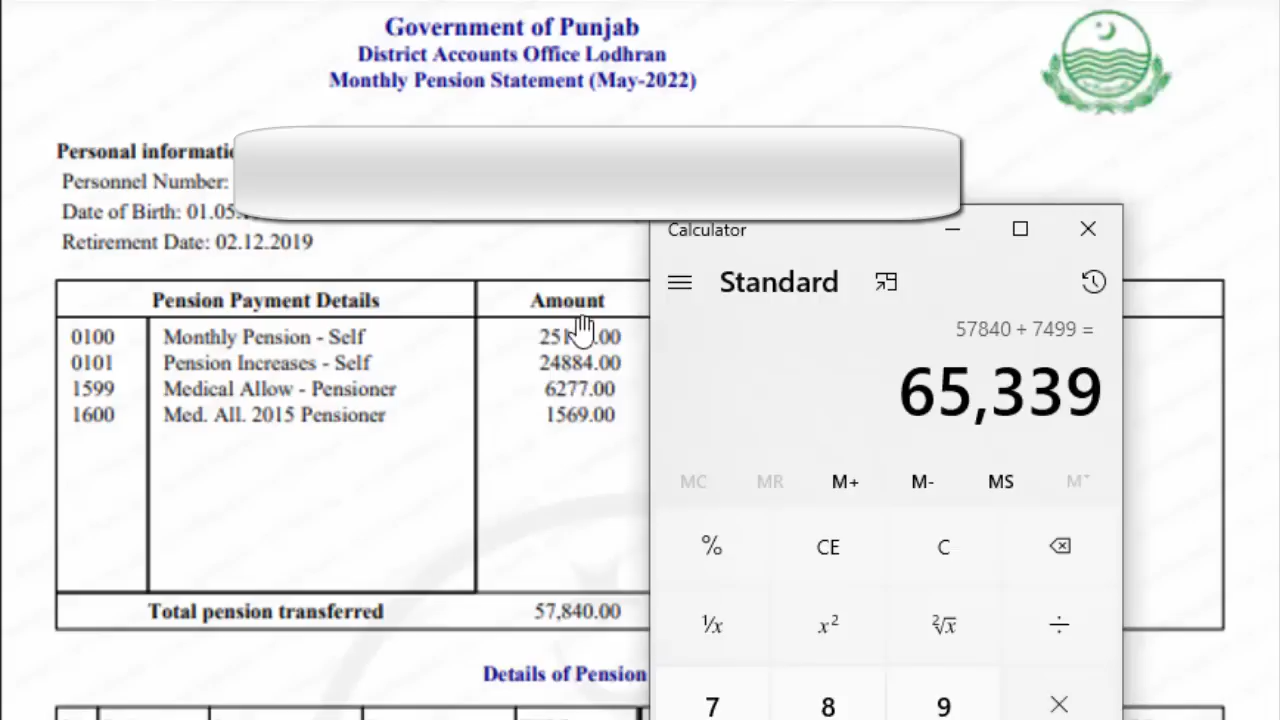 Government of Punjab
District Accounts Office Lodhran
Monthly Pension Statement (May-2022)
Personal
Personnel Number:
Date of Birth: 01.05.
Retirement Date: 02.12.2019
Pension Payment Details Amount
0100 Monthly Pension - Self
0101 Pension Increases - Self 24884.00
1599 Medical Allow - Pensioner 6277.00
1600 Med. All. 2015 Pensioner 1569.00
Total pension transferred 57,840.00
Details of Pension
Calculator
Standard
57840 + 7499 =
65,339
MC MR M+ M- MS M˅
% CE C
¹/x x² ²√x ÷
7 8 9 ×